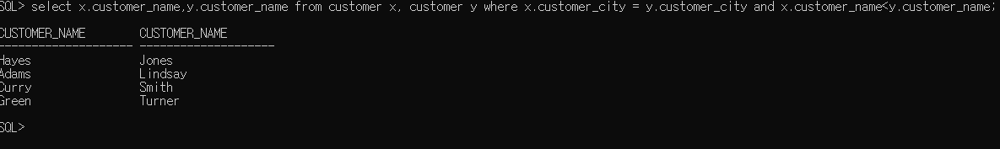 SQL> select x.customer_name,y.customer_name from customer x, customer y where x.customer_city = y.customer_city and x.customer_name<y.customer_name;
CUSTOMER_NAME CUSTOMER_NAME
-------------------- --------------------
Hayes Jones
Adams Lindsay
Curry Smith
Green Turner
SQL>